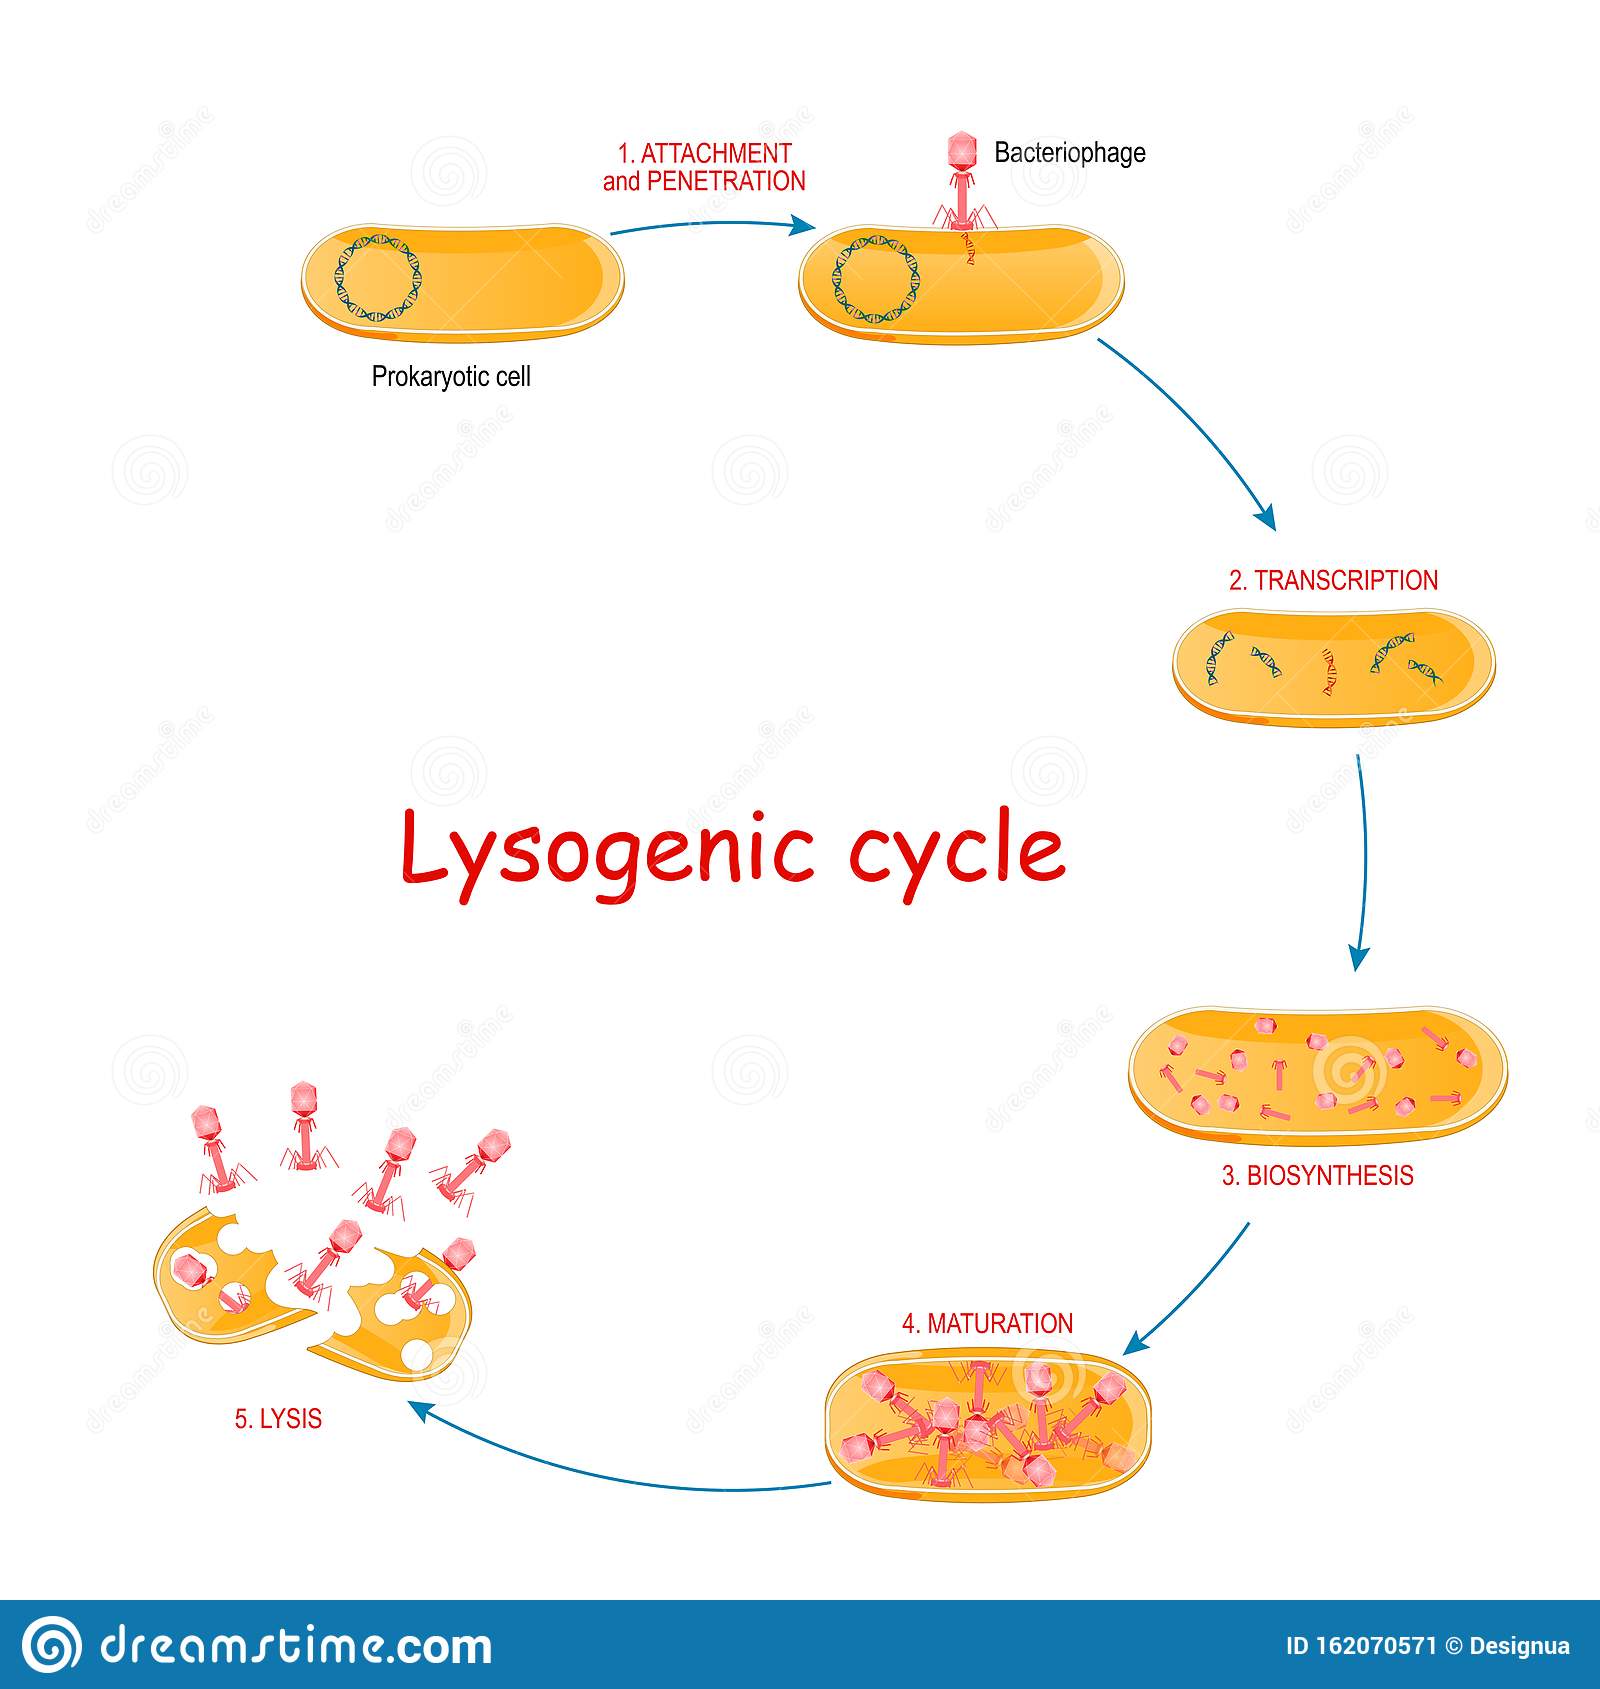 1. ATTACHMENT
and PENETRATION
Bacteriophage
Prokaryotic cell
2. TRANSCRIPTION
Lysogenic cycle
3. BIOSYNTHESIS
4. MATURATION
5. LYSIS
dreamstime.com
ID 162070571 © Designua